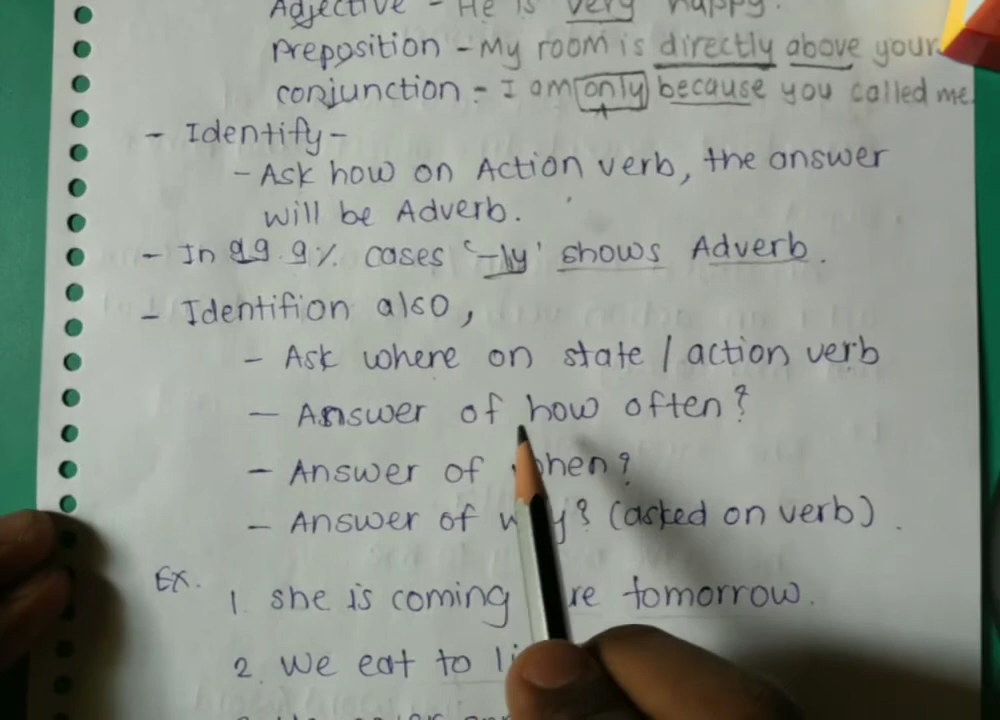 Adjective - He is very happy.
preposition - My room is directly above your
conjunction - I am only because you called me.
- Identify -
- Ask how on Action verb, the answer
will be Adverb.
- In 99.9% cases '-ly' shows Adverb.
- Identifion also,
- Ask where on state / action verb
- Answer of how often?
- Answer of when?
- Answer of why? (asked on verb).
Ex.
1. she is coming tomorrow.
2. We eat to